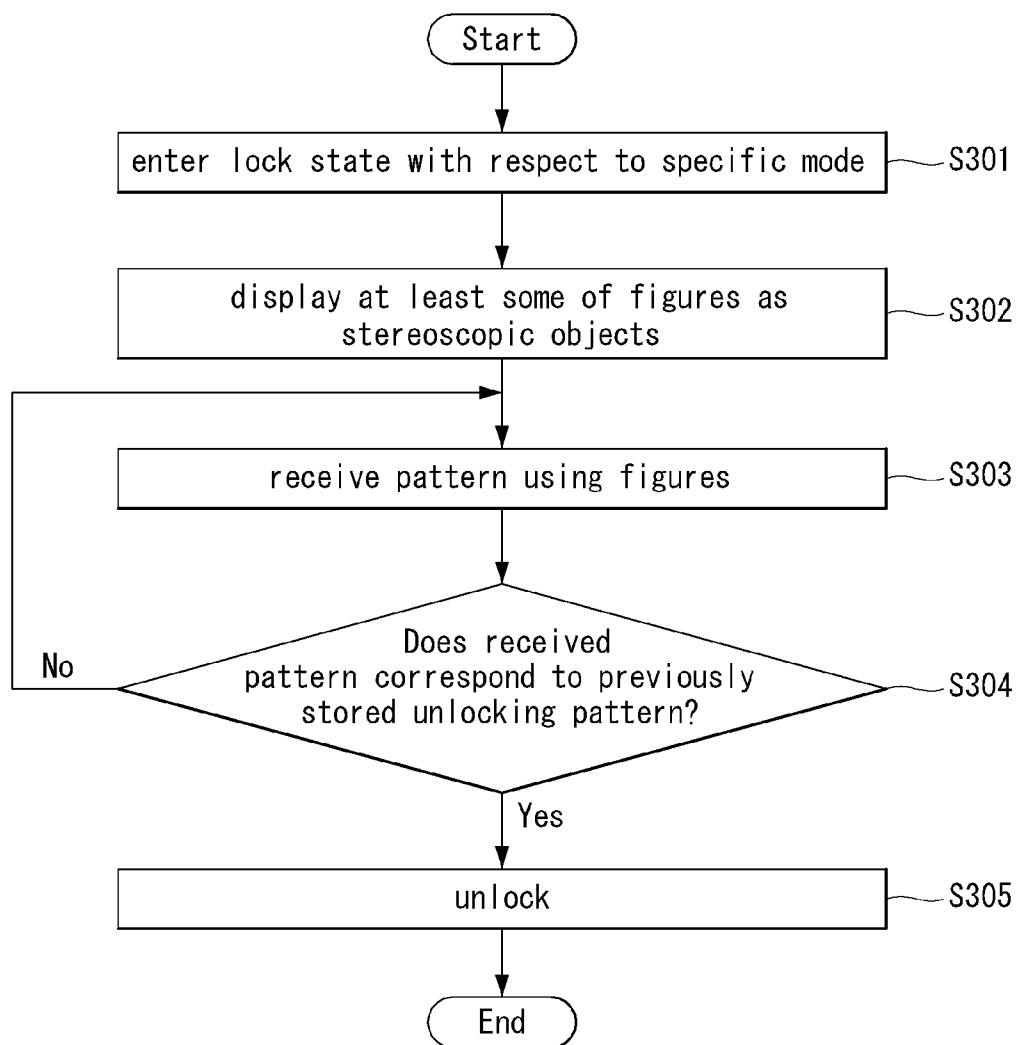 Start
enter lock state with respect to specific mode
S301
display at least some of figures as
stereoscopic objects
S302
receive pattern using figures
S303
Does received
pattern correspond to previously
stored unlocking pattern?
S304
No
Yes
unlock
S305
End